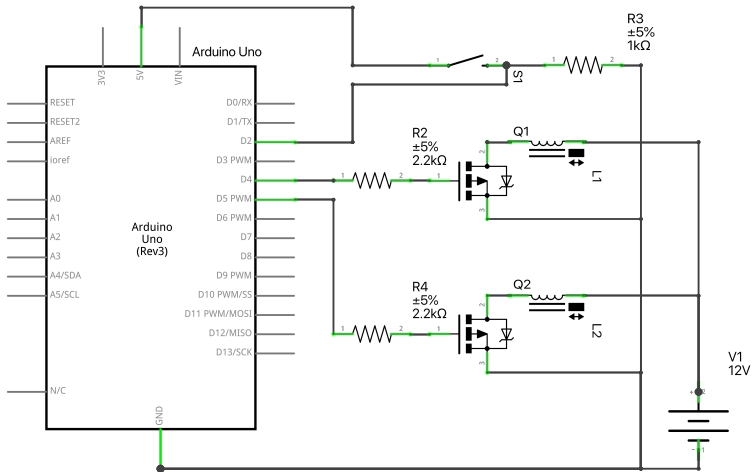 R3
±5%
1kΩ
Arduino Uno
1
2
S1
1
2
3V3
5V
VIN
RESET
RESET2
AREF
ioref
A0
A1
A2
A3
A4/SDA
A5/SCL
N/C
D0/RX
D1/TX
D2
D3 PWM
D4
D5 PWM
D6 PWM
D7
D8
D9 PWM
D10 PWM/SS
D11 PWM/MOSI
D12/MISO
D13/SCK
GND
Arduino
Uno
(Rev3)
R2
±5%
2.2kΩ
1
2
1
Q1
2
3
L1
R4
±5%
2.2kΩ
1
2
1
Q2
2
3
L2
V1
12V
+
2
-
1